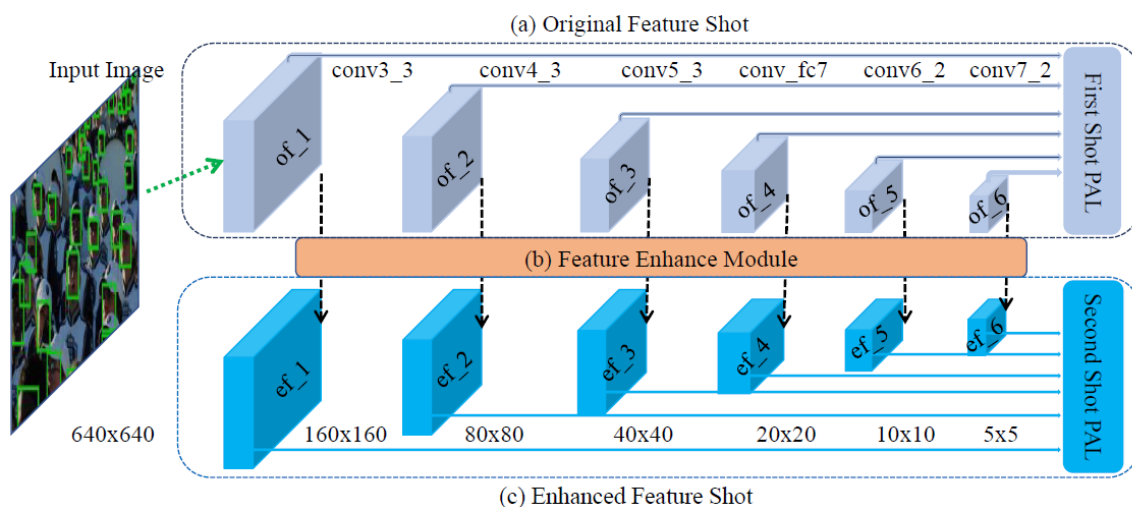 (a) Original Feature Shot
Input Image
conv3_3 conv4_3 conv5_3 conv_fc7 conv6_2 conv7_2
of_1 of_2 of_3 of_4 of_5 of_6
First Shot PAL
(b) Feature Enhance Module
ef_1 ef_2 ef_3 ef_4 ef_5 ef_6
Second Shot PAL
640x640 160x160 80x80 40x40 20x20 10x10 5x5
(c) Enhanced Feature Shot